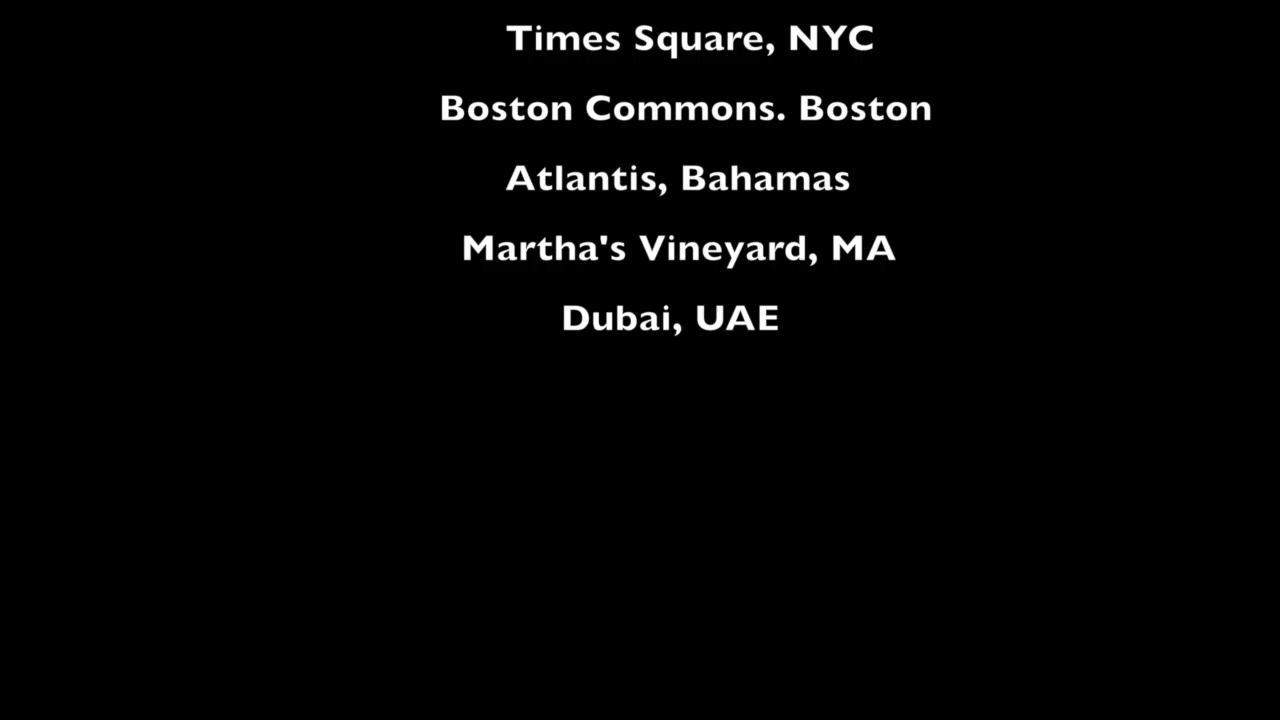 Times Square, NYC
Boston Commons. Boston
Atlantis, Bahamas
Martha's Vineyard, MA
Dubai, UAE